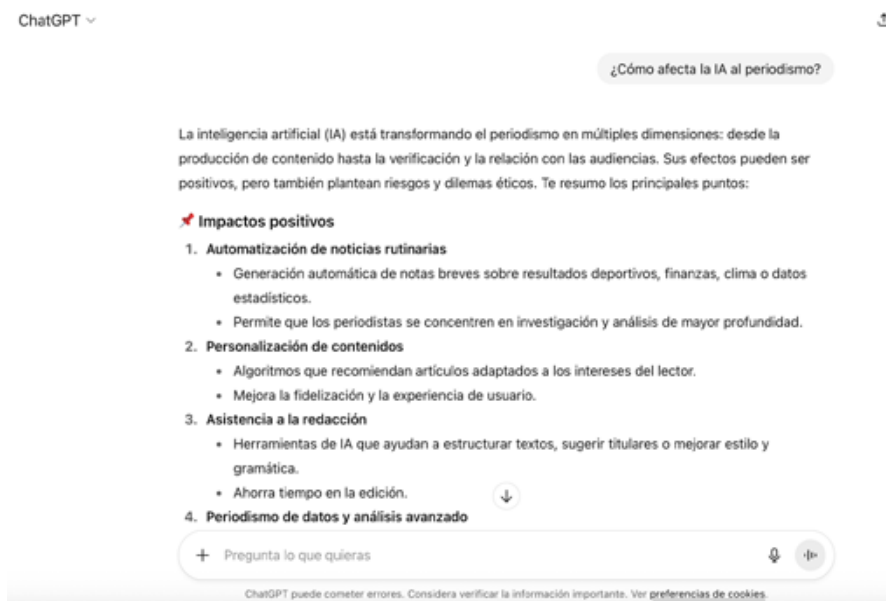 ChatGPT
¿Cómo afecta la IA al periodismo?
La inteligencia artificial (IA) está transformando el periodismo en múltiples dimensiones: desde la
producción de contenido hasta la verificación y la relación con las audiencias. Sus efectos pueden ser
positivos, pero también plantean riesgos y dilemas éticos. Te resumo los principales puntos:
📌 Impactos positivos
1. Automatización de noticias rutinarias
• Generación automática de notas breves sobre resultados deportivos, finanzas, clima o datos
estadísticos.
• Permite que los periodistas se concentren en investigación y análisis de mayor profundidad.
2. Personalización de contenidos
• Algoritmos que recomiendan artículos adaptados a los intereses del lector.
• Mejora la fidelización y la experiencia de usuario.
3. Asistencia a la redacción
• Herramientas de IA que ayudan a estructurar textos, sugerir titulares o mejorar estilo y
gramática.
• Ahorra tiempo en la edición.
4. Periodismo de datos y análisis avanzado
Pregunta lo que quieras
ChatGPT puede cometer errores. Considera verificar la información importante. Ver preferencias de cookies.